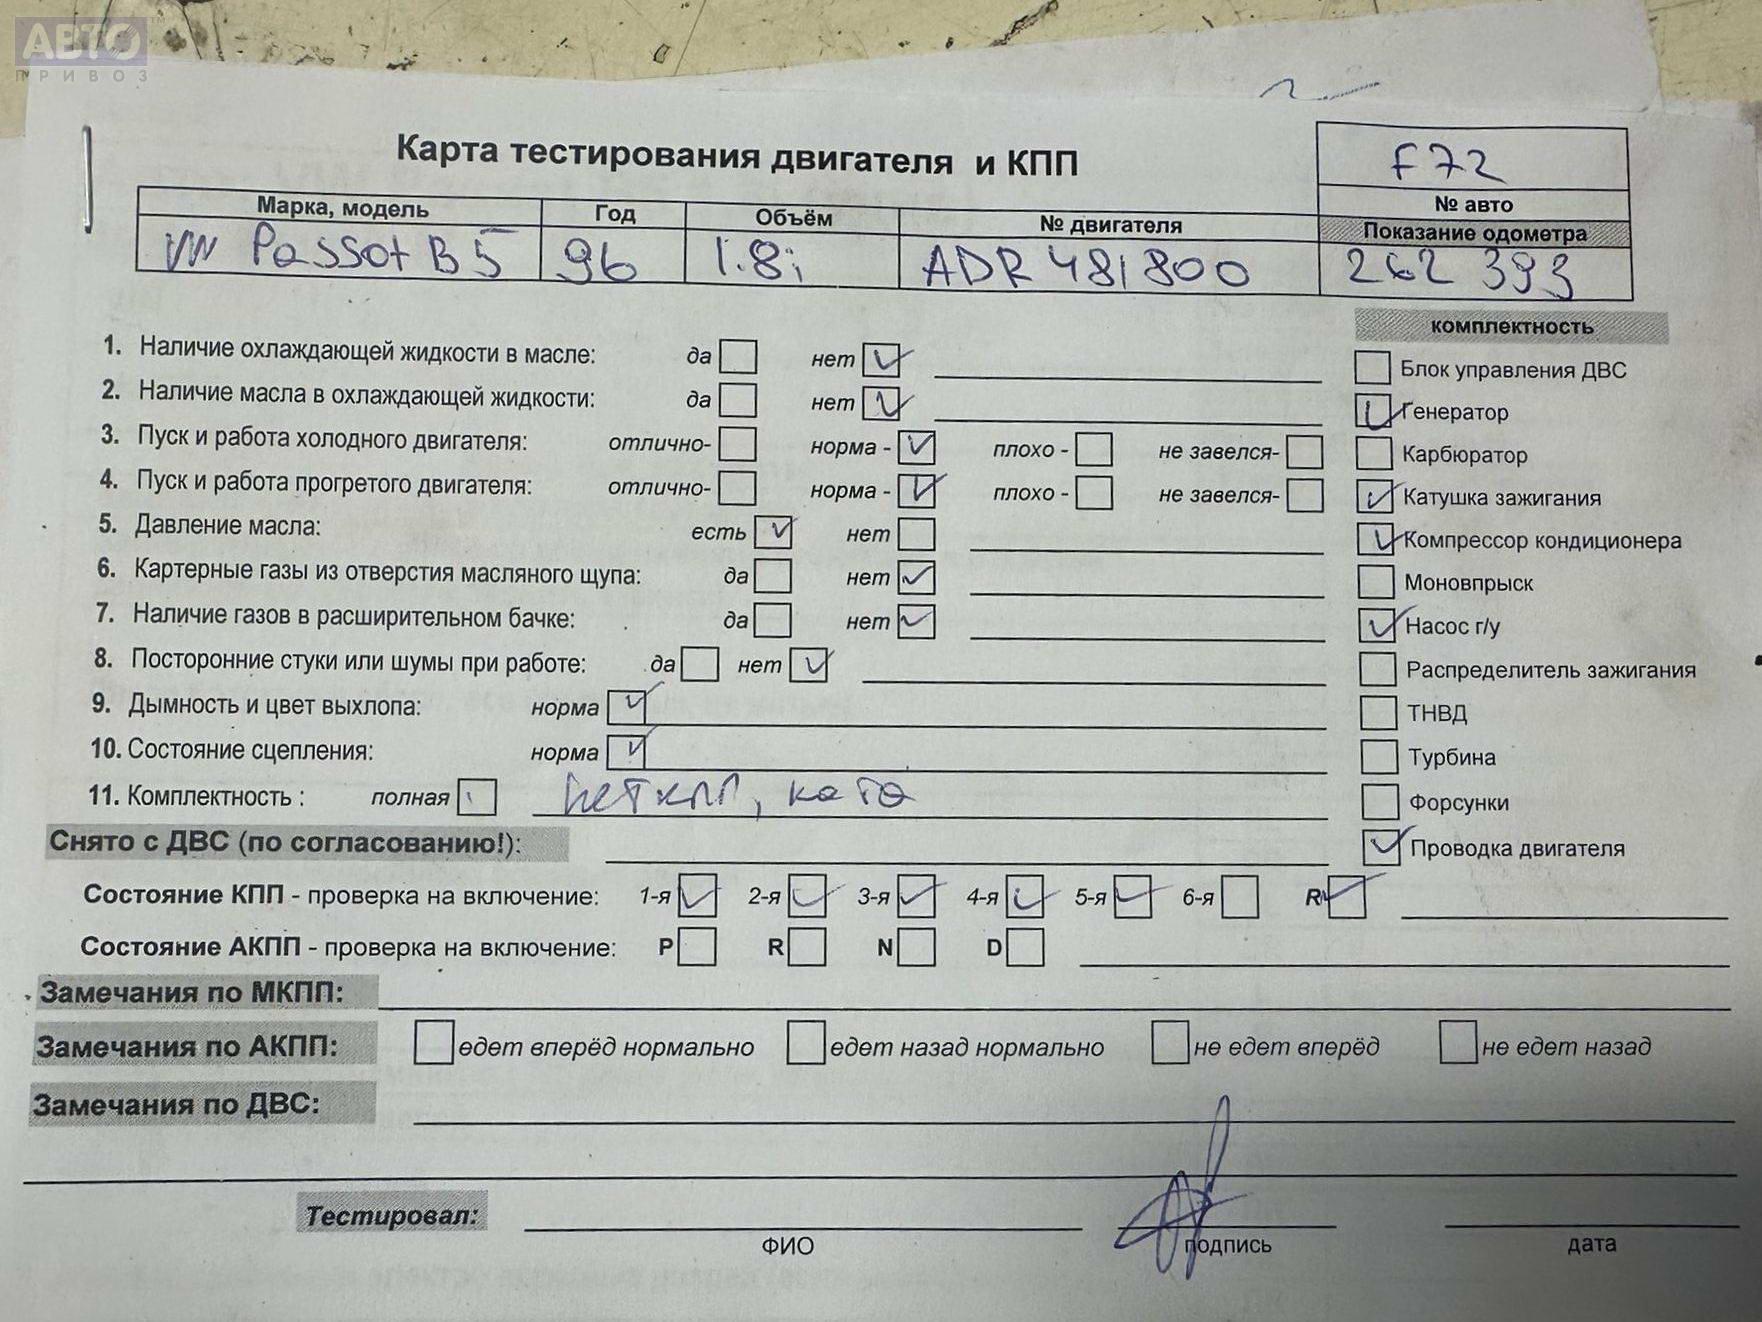 АВТО
ПРИВОЗ
Карта тестирования двигателя и КПП
F72
№ авто
Марка, модель Год Объём № двигателя Показание одометра
VW Passat B5 96 1.8i ADR 481800 262 393
комплектность
1. Наличие охлаждающей жидкости в масле: да нет
Блок управления ДВС
2. Наличие масла в охлаждающей жидкости: да нет
Генератор
3. Пуск и работа холодного двигателя: отлично- норма - плохо - не завелся-
Карбюратор
4. Пуск и работа прогретого двигателя: отлично- норма - плохо - не завелся-
Катушка зажигания
5. Давление масла: есть нет
Компрессор кондиционера
6. Картерные газы из отверстия масляного щупа: да нет
Моновпрыск
7. Наличие газов в расширительном бачке: да нет
Насос г/у
8. Посторонние стуки или шумы при работе: да нет
Распределитель зажигания
9. Дымность и цвет выхлопа: норма
ТНВД
10. Состояние сцепления: норма
Турбина
11. Комплектность : полная нет кпп, ката
Форсунки
Снято с ДВС (по согласованию!):
Проводка двигателя
Состояние КПП - проверка на включение: 1-я 2-я 3-я 4-я 5-я 6-я R
Состояние АКПП - проверка на включение: P R N D
Замечания по МКПП:
Замечания по АКПП: едет вперёд нормально едет назад нормально не едет вперёд не едет назад
Замечания по ДВС:
Тестировал:
ФИО подпись дата